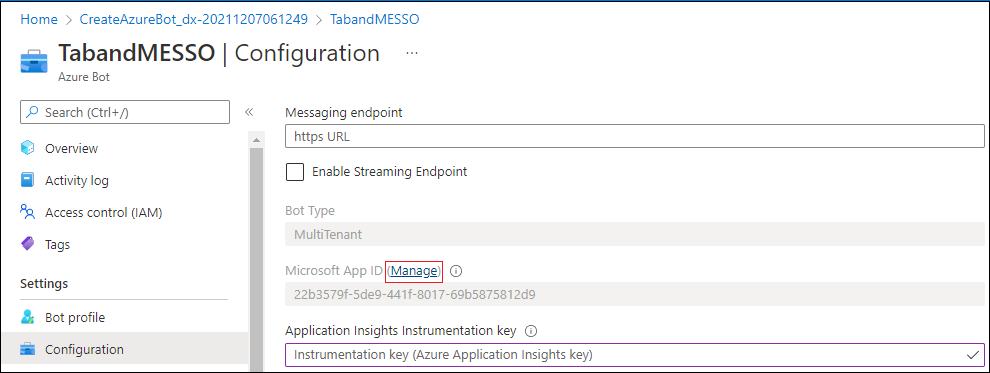 Home > CreateAzureBot_dx-20211207061249 > TabandMESSO
TabandMESSO | Configuration ...
Azure Bot
Search (Ctrl+/)
«
Overview
Activity log
Access control (IAM)
Tags
Settings
Bot profile
Configuration
Messaging endpoint
https URL
Enable Streaming Endpoint
Bot Type
MultiTenant
Microsoft App ID (Manage)
22b3579f-5de9-441f-8017-69b5875812d9
Application Insights Instrumentation key
Instrumentation key (Azure Application Insights key)